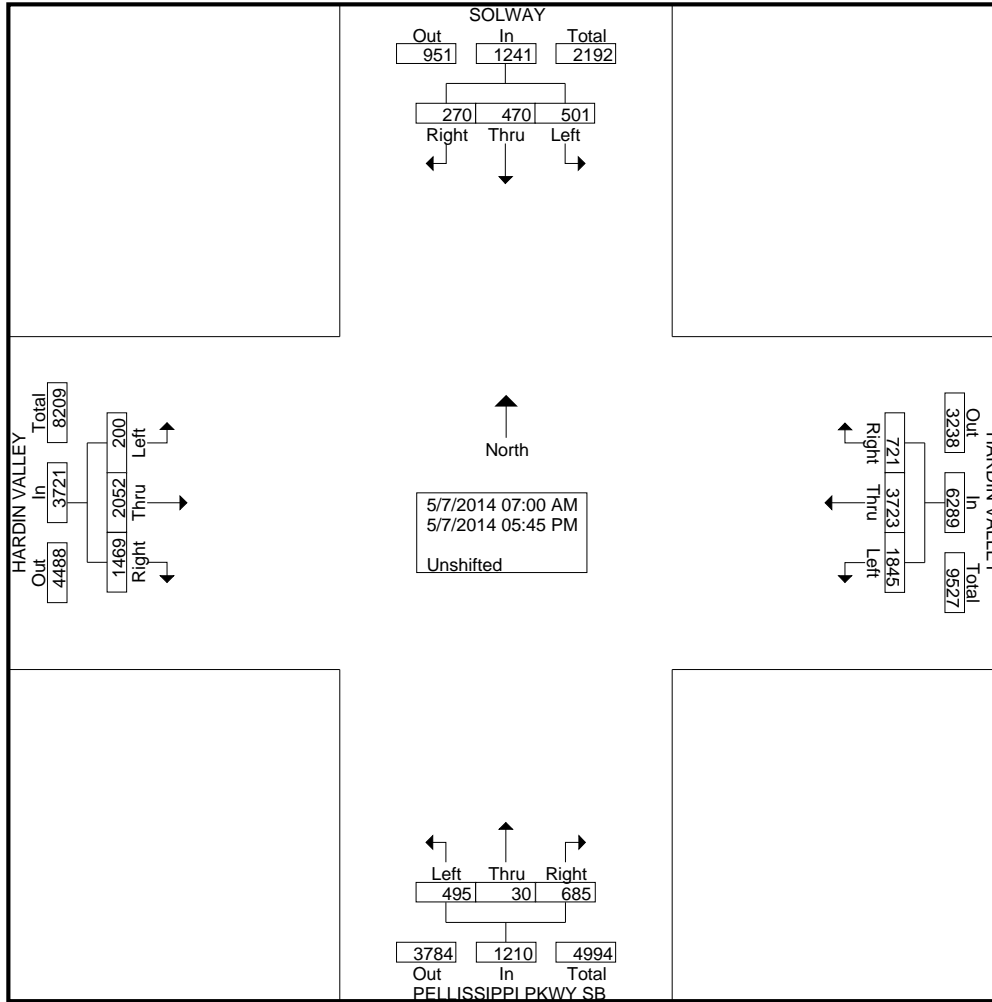 SOLWAY
Out In Total
951 1241 2192
270 470 501
Right Thru Left
HARDIN VALLEY
Total In Out
8209 3721 4488
200 2052 1469
Left Thru Right
North
5/7/2014 07:00 AM
5/7/2014 05:45 PM
Unshifted
Right Thru Left
721 3723 1845
3238 6289 9527
Out In Total
HARDIN VALLEY
Left Thru Right
495 30 685
3784 1210 4994
Out In Total
PELLISSIPPI PKWY SB